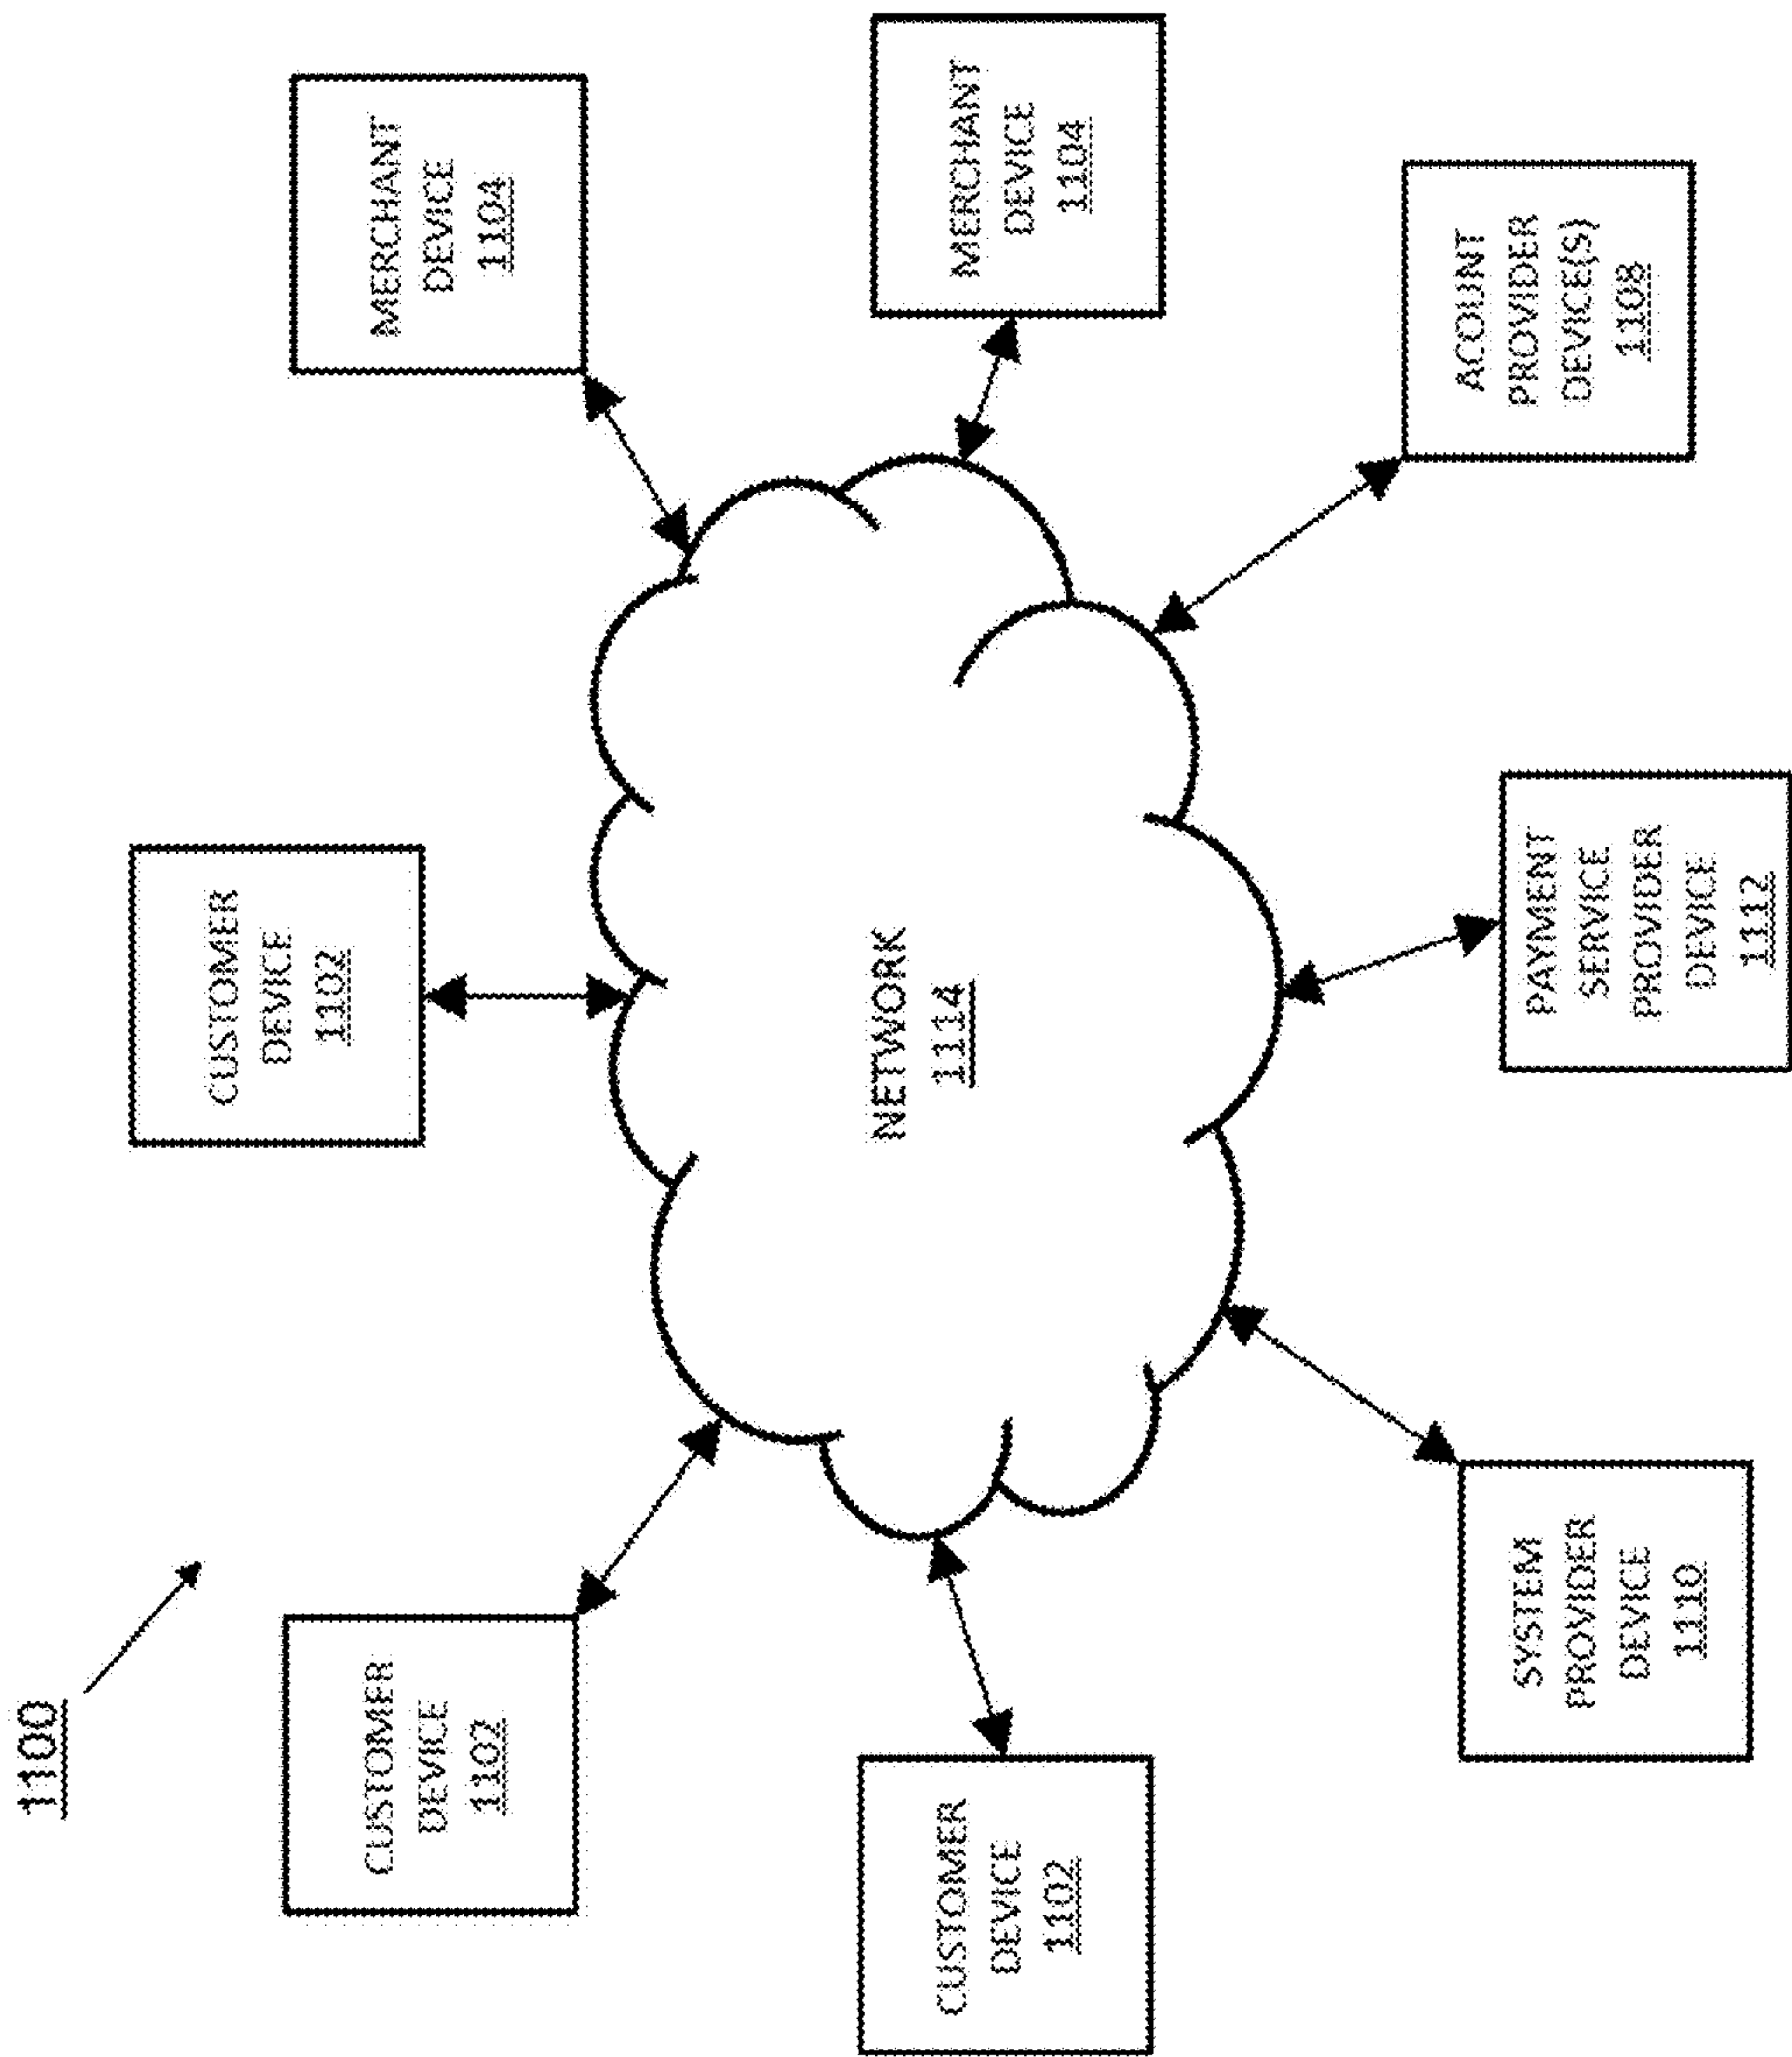 1100
CUSTOMER
DEVICE
1102
CUSTOMER
DEVICE
1102
MERCHANT
DEVICE
1104
CUSTOMER
DEVICE
1102
NETWORK
1114
MERCHANT
DEVICE
1104
SYSTEM
PROVIDER
DEVICE
1110
PAYMENT
SERVICE
PROVIDER
DEVICE
1112
ACOUNT
PROVIDER
DEVICE(S)
1108